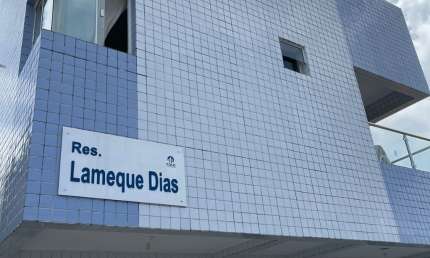 Res.
Lameque Dias